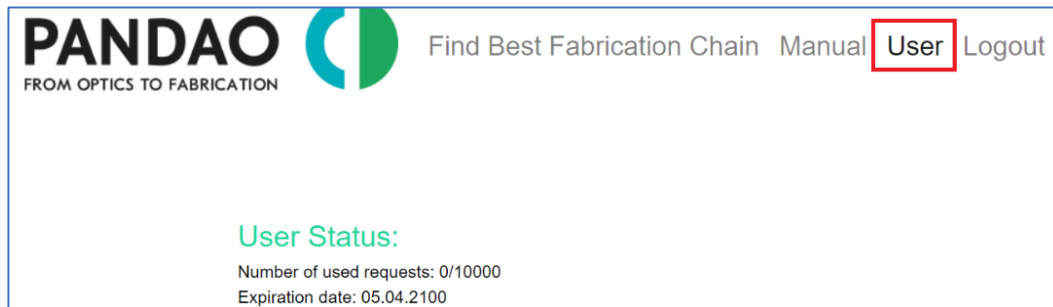 PANDAO
FROM OPTICS TO FABRICATION
Find Best Fabrication Chain Manual User Logout
User Status:
Number of used requests: 0/10000
Expiration date: 05.04.2100